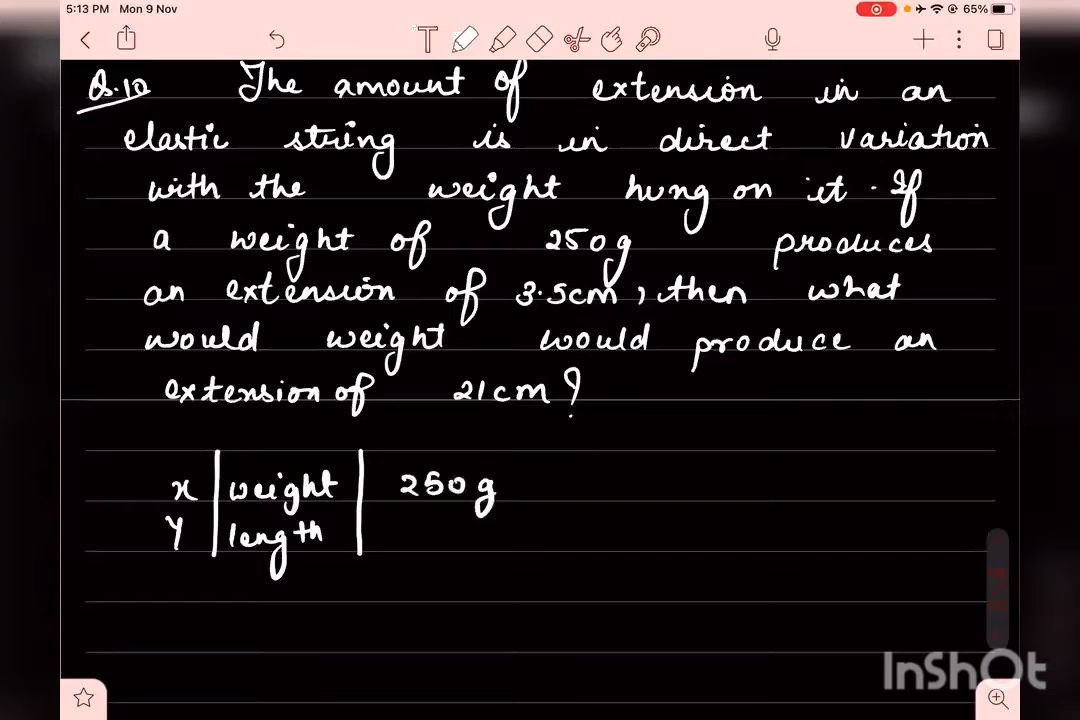 5:13 PM Mon 9 Nov
65%
T
Q.10 The amount of extension in an
elastic string is in direct variation
with the weight hung on it. If
a weight of 250g produces
an extension of 3.5cm, then what
would weight would produce an
extension of 21cm?
x weight 250g
y length
InShOt